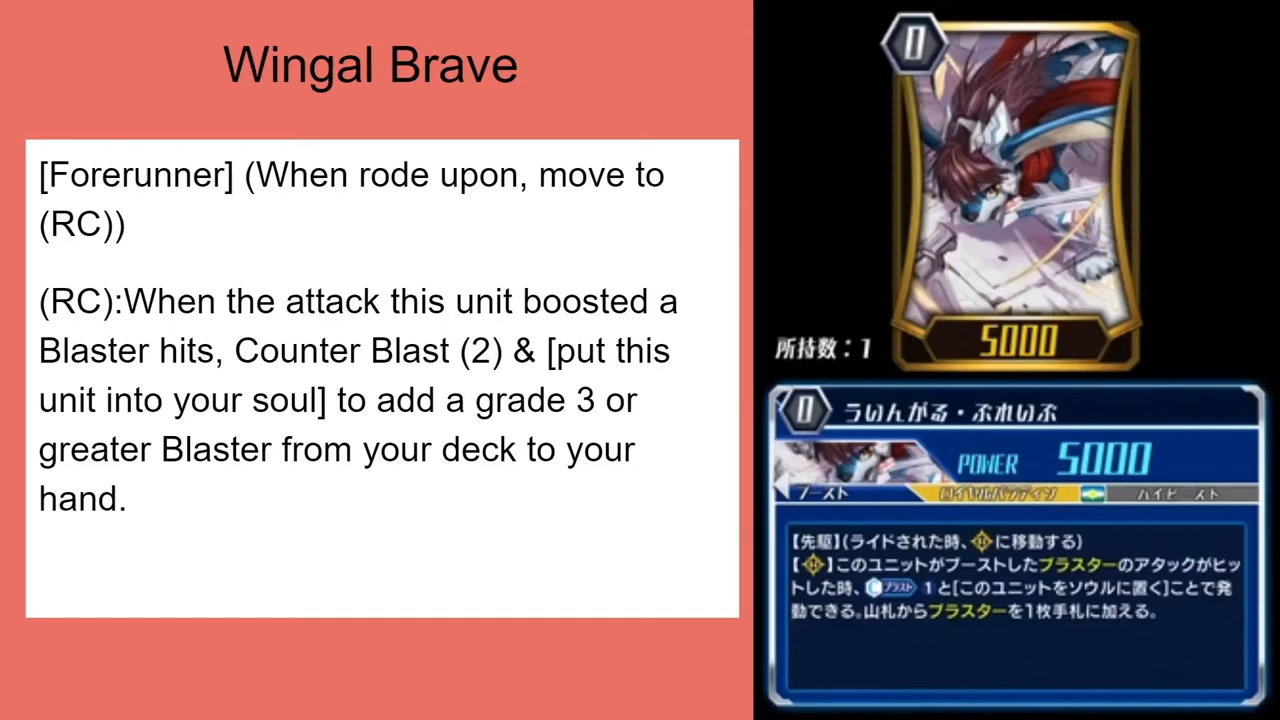 Wingal Brave
[Forerunner] (When rode upon, move to
(RC))
(RC):When the attack this unit boosted a
Blaster hits, Counter Blast (2) & [put this
unit into your soul] to add a grade 3 or
greater Blaster from your deck to your
hand.
0
5000
所持数：1
0 ういんがる・ぶれいぶ
POWER 5000
ブースト ロイヤルパラディン ハイビースト
【先駆】(ライドされた時、Rに移動する)
【R】このユニットがブーストしたブラスターのアタックがヒッ
トした時、Cブラスト 1 と[このユニットをソウルに置く]ことで発
動できる。山札からブラスターを1枚手札に加える。